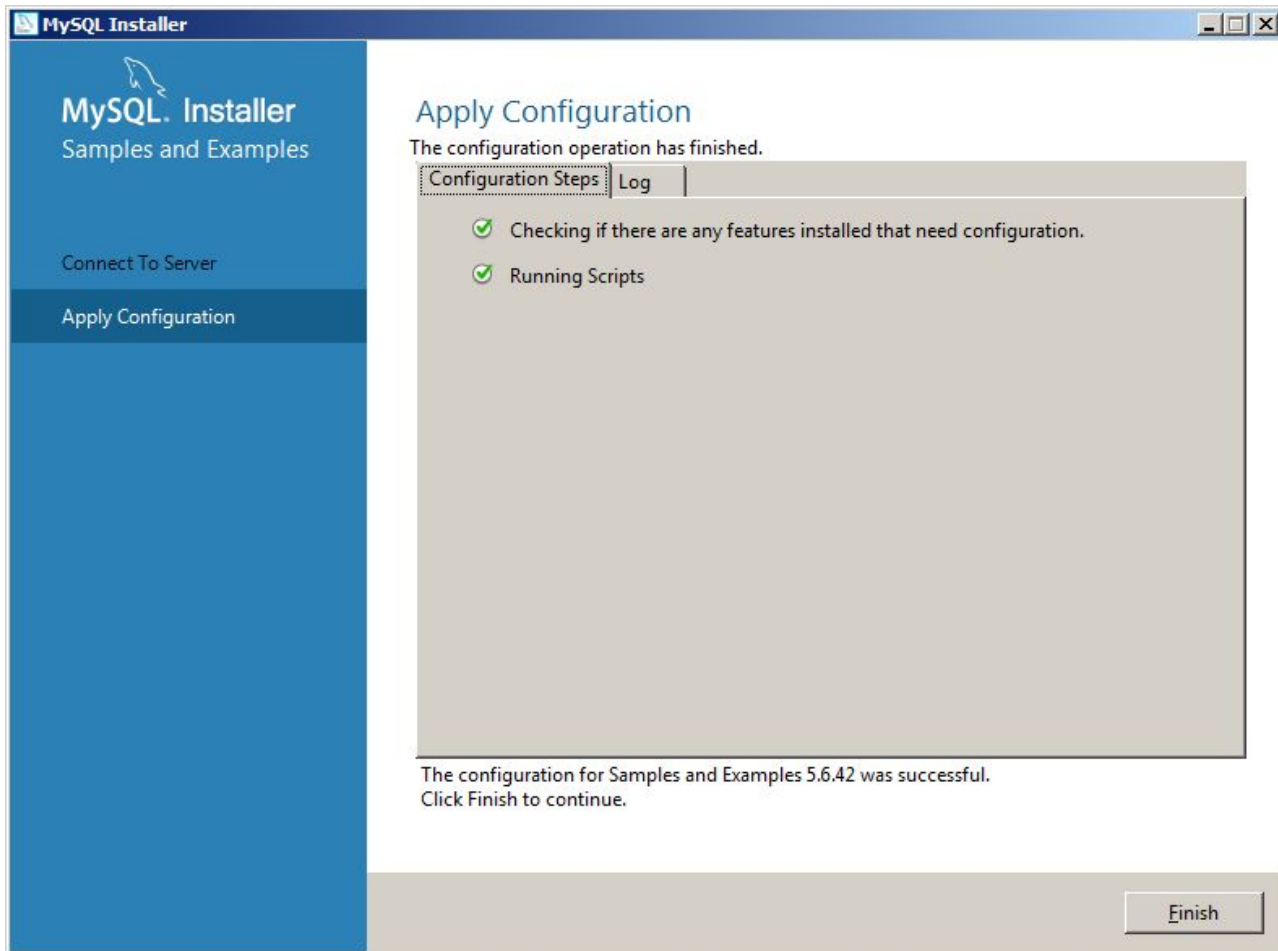 MySQL Installer
MySQL. Installer
Samples and Examples
Connect To Server
Apply Configuration
Apply Configuration
The configuration operation has finished.
Configuration Steps
Log
Checking if there are any features installed that need configuration.
Running Scripts
The configuration for Samples and Examples 5.6.42 was successful.
Click Finish to continue.
Finish